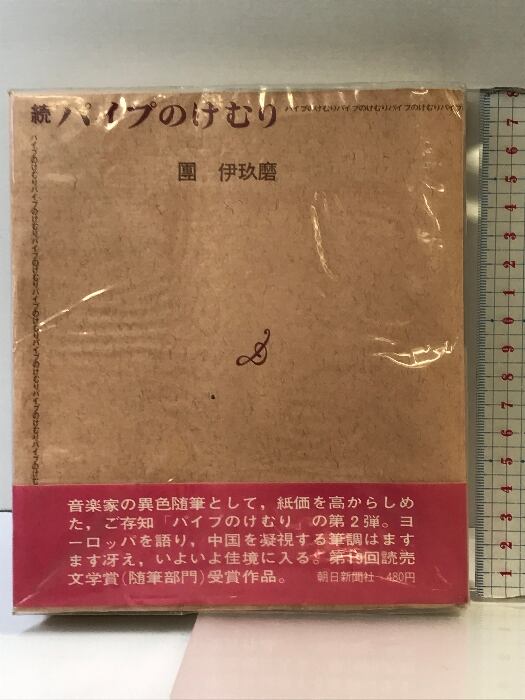 続 パイプのけむり
パイプのけむりパイプのけむりパイプのけむりパイプ
團 伊玖磨
音楽家の異色随筆として，紙価を高からしめ
た，ご存知「パイプのけむり」の第2弾。ヨ
ーロッパを語り，中国を凝視する筆調はます
ます冴え，いよいよ佳境に入る。第19回読売
文学賞（随筆部門）受賞作品。 朝日新聞社・480円